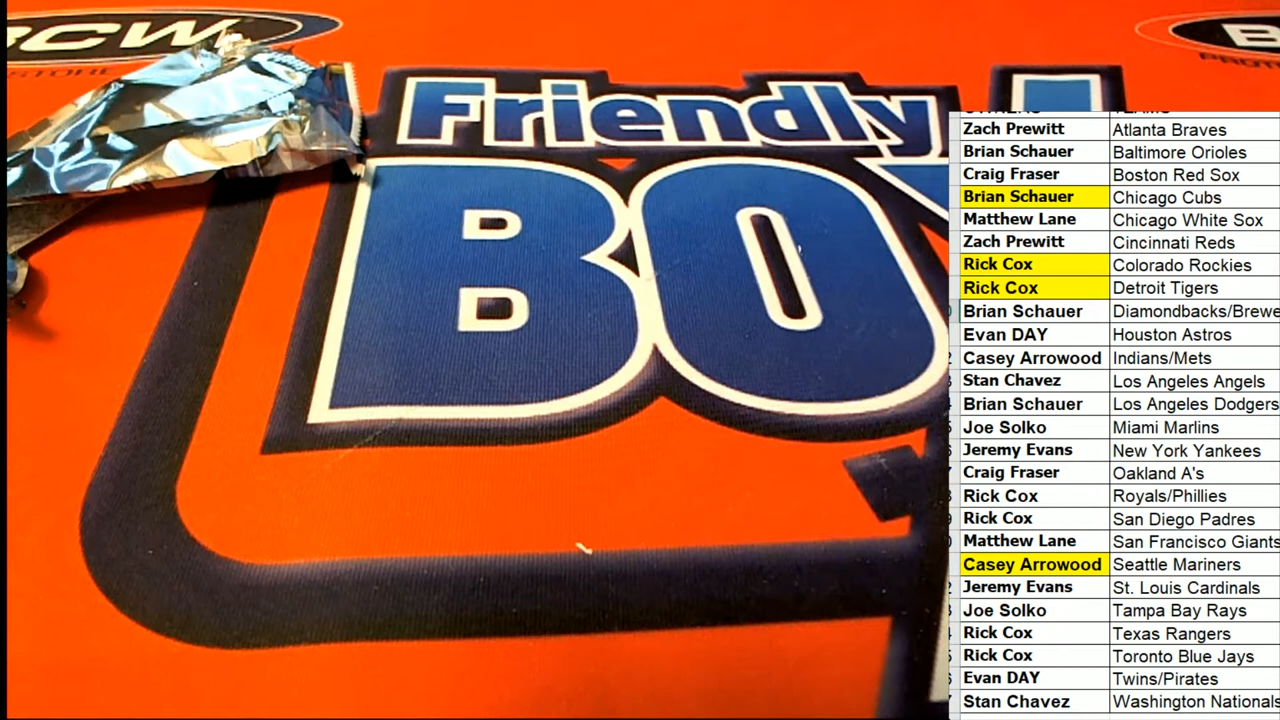 BCW
STORE
B
PROT
Friendly
BO
OWNERS TEAMS
Zach Prewitt Atlanta Braves
Brian Schauer Baltimore Orioles
Craig Fraser Boston Red Sox
Brian Schauer Chicago Cubs
Matthew Lane Chicago White Sox
Zach Prewitt Cincinnati Reds
Rick Cox Colorado Rockies
Rick Cox Detroit Tigers
Brian Schauer Diamondbacks/Brewe
Evan DAY Houston Astros
Casey Arrowood Indians/Mets
Stan Chavez Los Angeles Angels
Brian Schauer Los Angeles Dodgers
Joe Solko Miami Marlins
Jeremy Evans New York Yankees
Craig Fraser Oakland A's
Rick Cox Royals/Phillies
Rick Cox San Diego Padres
Matthew Lane San Francisco Giants
Casey Arrowood Seattle Mariners
Jeremy Evans St. Louis Cardinals
Joe Solko Tampa Bay Rays
Rick Cox Texas Rangers
Rick Cox Toronto Blue Jays
Evan DAY Twins/Pirates
Stan Chavez Washington Nationals